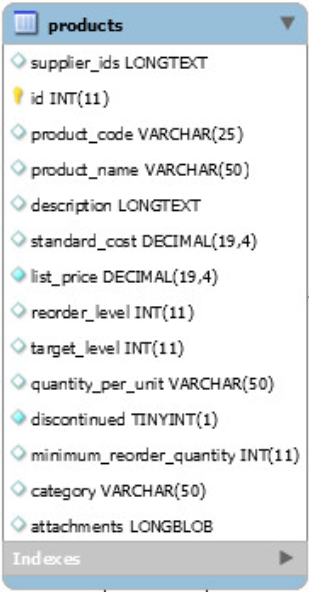 products
supplier_ids LONGTEXT
id INT(11)
product_code VARCHAR(25)
product_name VARCHAR(50)
description LONGTEXT
standard_cost DECIMAL(19,4)
list_price DECIMAL(19,4)
reorder_level INT(11)
target_level INT(11)
quantity_per_unit VARCHAR(50)
discontinued TINYINT(1)
minimum_reorder_quantity INT(11)
category VARCHAR(50)
attachments LONGBLOB
Indexes